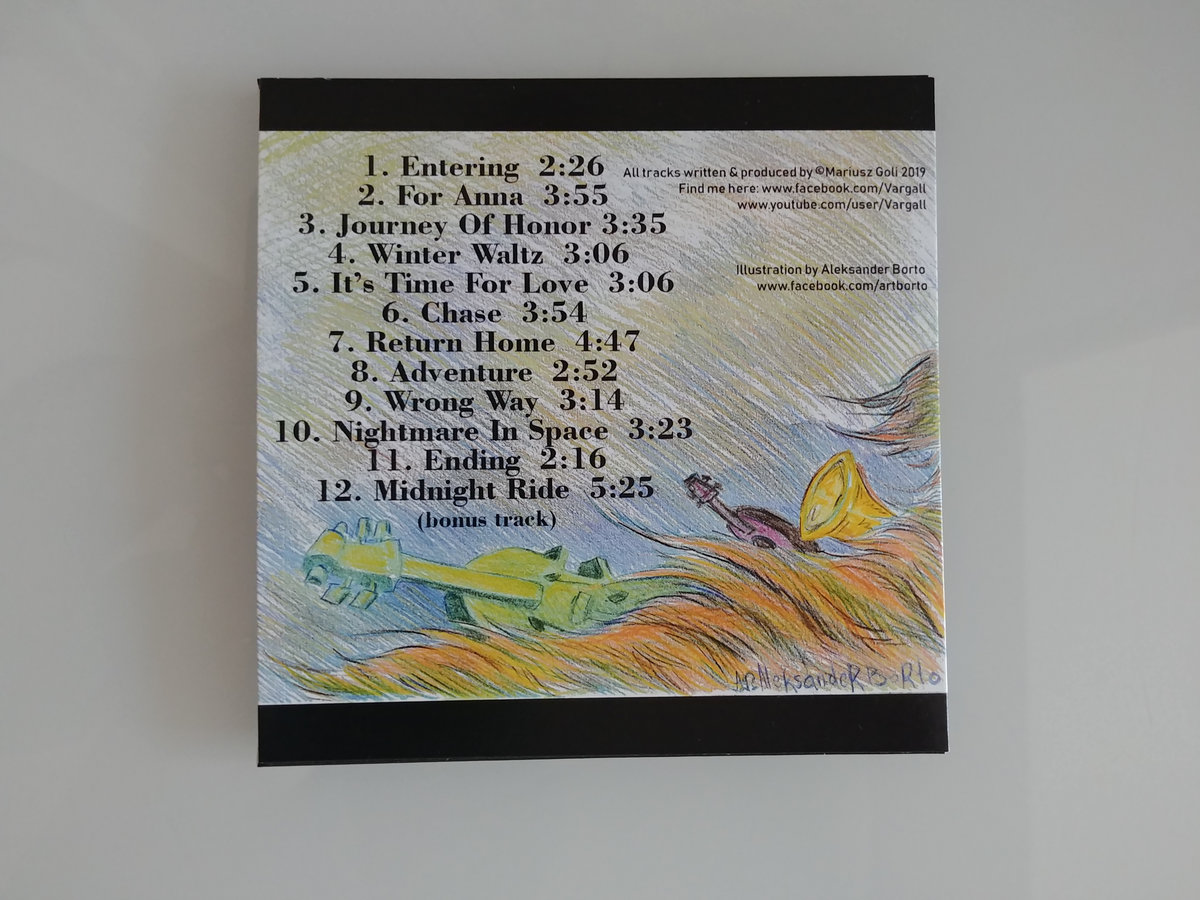 1. Entering 2:26
2. For Anna 3:55
3. Journey Of Honor 3:35
4. Winter Waltz 3:06
5. It's Time For Love 3:06
6. Chase 3:54
7. Return Home 4:47
8. Adventure 2:52
9. Wrong Way 3:14
10. Nightmare In Space 3:23
11. Ending 2:16
12. Midnight Ride 5:25
(bonus track)
All tracks written & produced by ©Mariusz Goli 2019
Find me here: www.facebook.com/Vargall
www.youtube.com/user/Vargall
Illustration by Aleksander Borto
www.facebook.com/artborto
AleksandeR BoRto